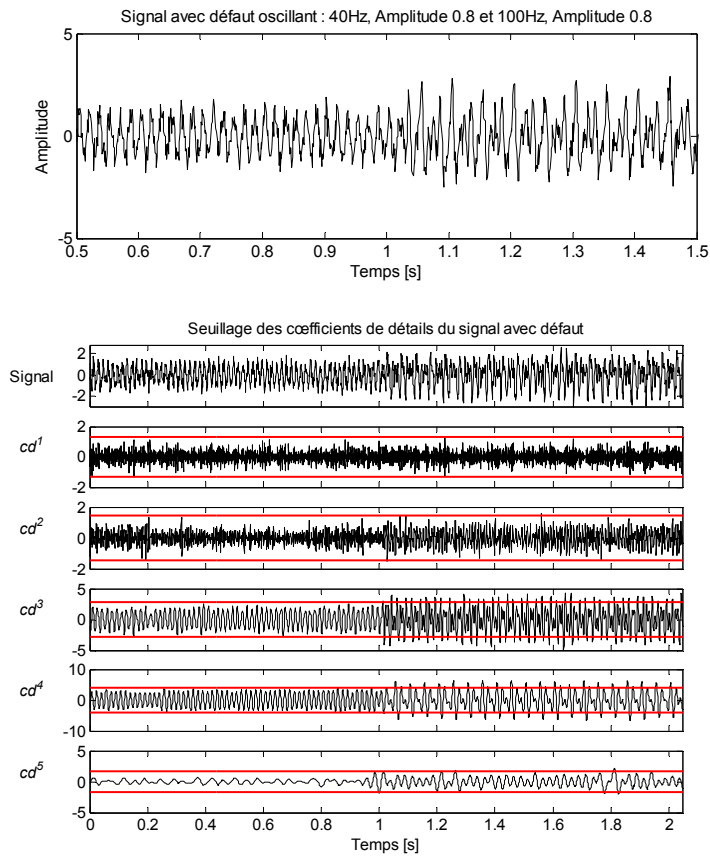 Signal avec défaut oscillant : 40Hz, Amplitude 0.8 et 100Hz, Amplitude 0.8
5
0
-5
Amplitude
0.5 0.6 0.7 0.8 0.9 1 1.1 1.2 1.3 1.4 1.5
Temps [s]
Seuillage des cœfficients de détails du signal avec défaut
Signal
2
0
-2
cd1
2
0
-2
cd2
2
0
-2
cd3
5
0
-5
cd4
10
0
-10
cd5
5
0
-5
0 0.2 0.4 0.6 0.8 1 1.2 1.4 1.6 1.8 2
Temps [s]